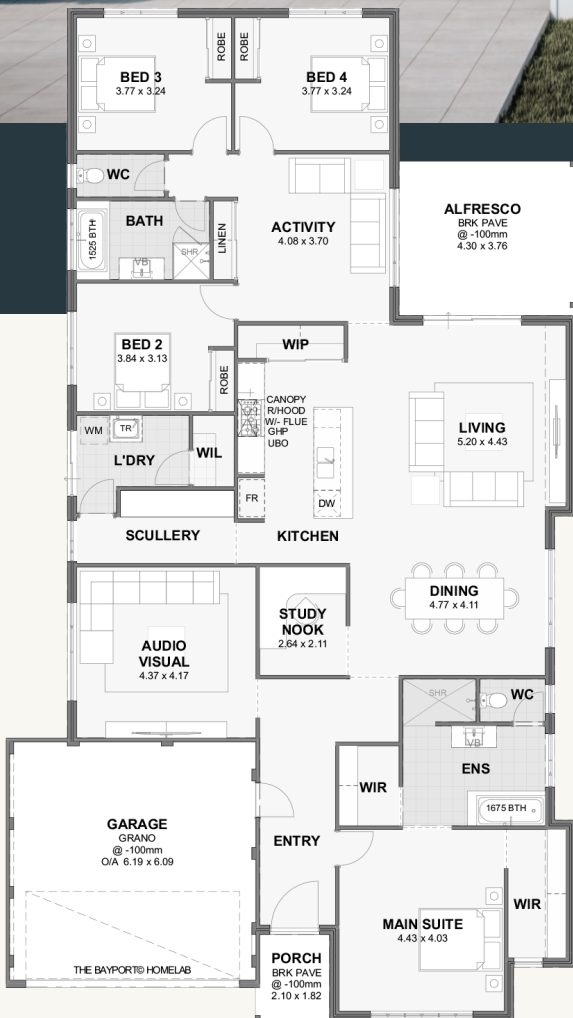 BED 3
3.77 x 3.24
ROBE
ROBE
BED 4
3.77 x 3.24
WC
BATH
1525 BTH
VB
SHR
LINEN
ACTIVITY
4.08 x 3.70
ALFRESCO
BRK PAVE
@ -100mm
4.30 x 3.76
BED 2
3.84 x 3.13
ROBE
WIP
CANOPY
R/HOOD
W/- FLUE
GHP
UBO
LIVING
5.20 x 4.43
WM
TR
L'DRY
WIL
FR
DW
SCULLERY
KITCHEN
DINING
4.77 x 4.11
STUDY
NOOK
2.64 x 2.11
AUDIO
VISUAL
4.37 x 4.17
SHR
WC
VB
ENS
WIR
1675 BTH
GARAGE
GRANO
@ -100mm
O/A 6.19 x 6.09
ENTRY
WIR
MAIN SUITE
4.43 x 4.03
THE BAYPORT© HOMELAB
PORCH
BRK PAVE
@ -100mm
2.10 x 1.82